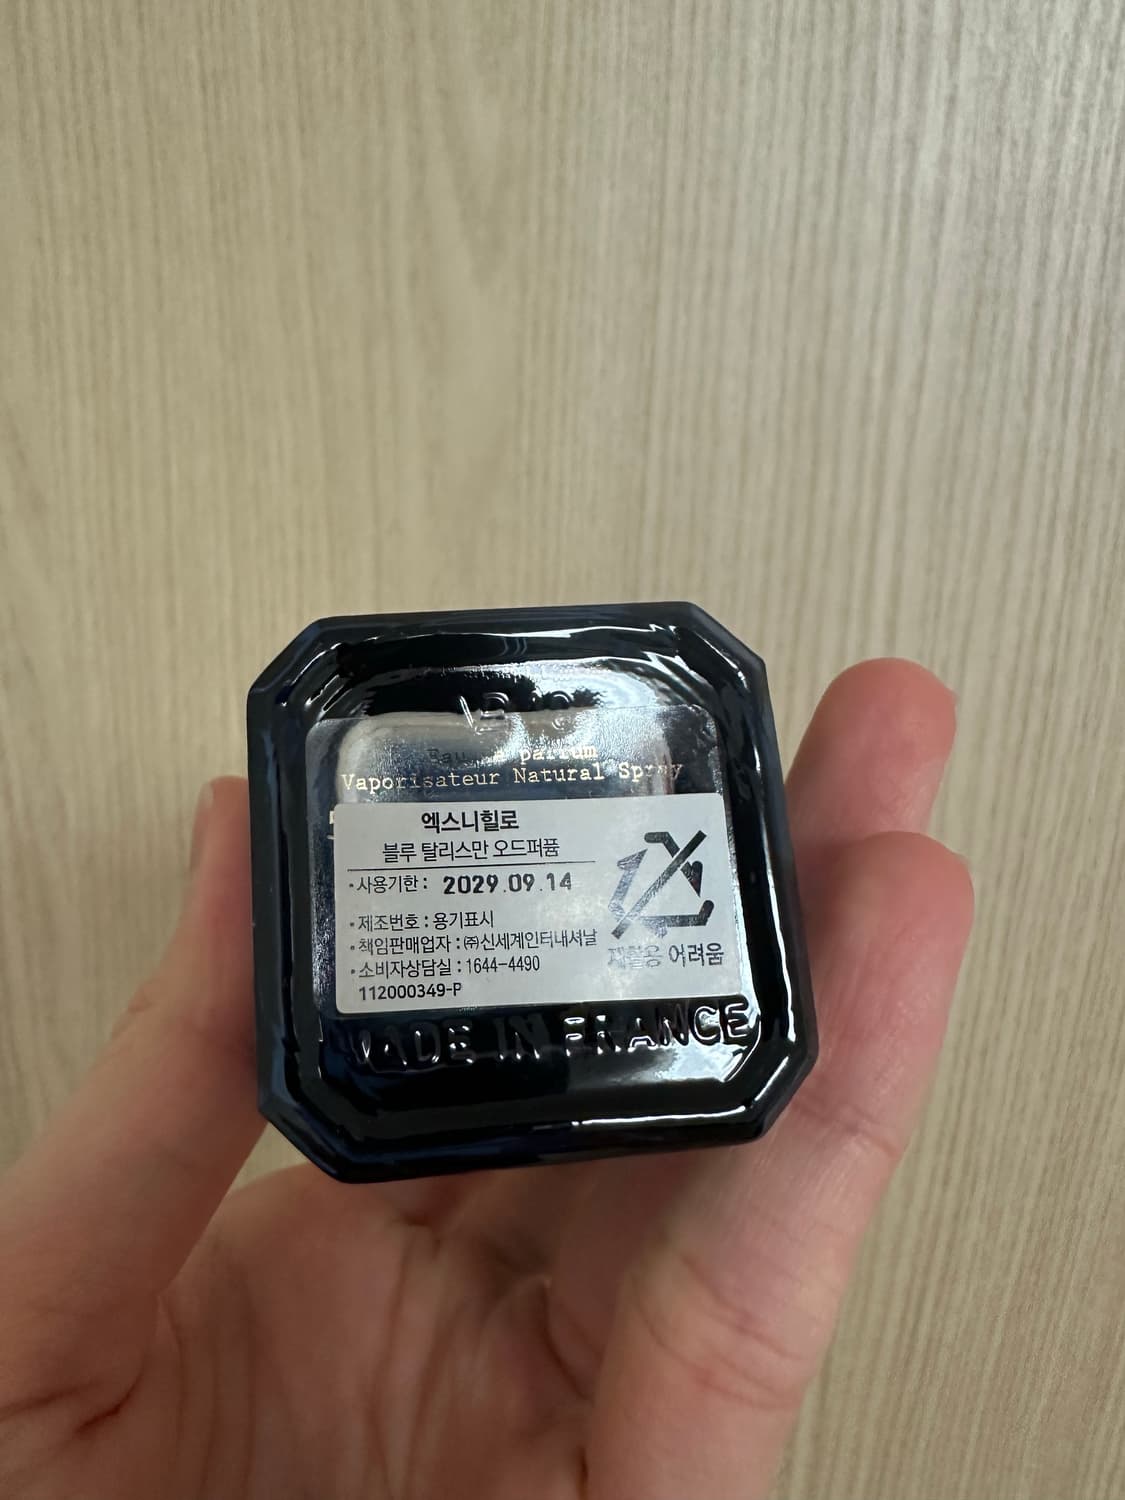 Eau parfum
Vaporisateur Natural Spray
엑스니힐로
블루 탈리스만 오드퍼퓸
• 사용기한 : 2029.09.14
• 제조번호 : 용기표시
• 책임판매업자 : ㈜신세계인터내셔날
• 소비자상담실 : 1644-4490
112000349-P
재활용 어려움
MADE IN FRANCE